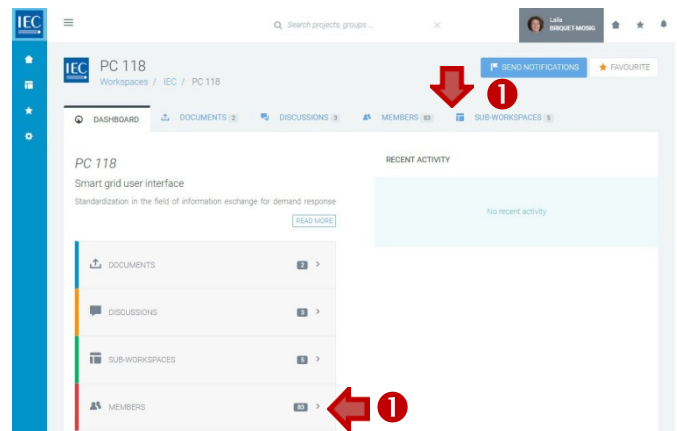 IEC
Search projects, groups ...
Laila
BRIQUET-MOSIG
IEC
PC 118
Workspaces / IEC / PC 118
SEND NOTIFICATIONS
FAVOURITE
1
DASHBOARD
DOCUMENTS 2
DISCUSSIONS 3
MEMBERS 83
SUB-WORKSPACES 5
PC 118
Smart grid user interface
Standardization in the field of information exchange for demand response
READ MORE
RECENT ACTIVITY
No recent activity
DOCUMENTS 2
DISCUSSIONS 3
SUB-WORKSPACES 5
MEMBERS 83
1